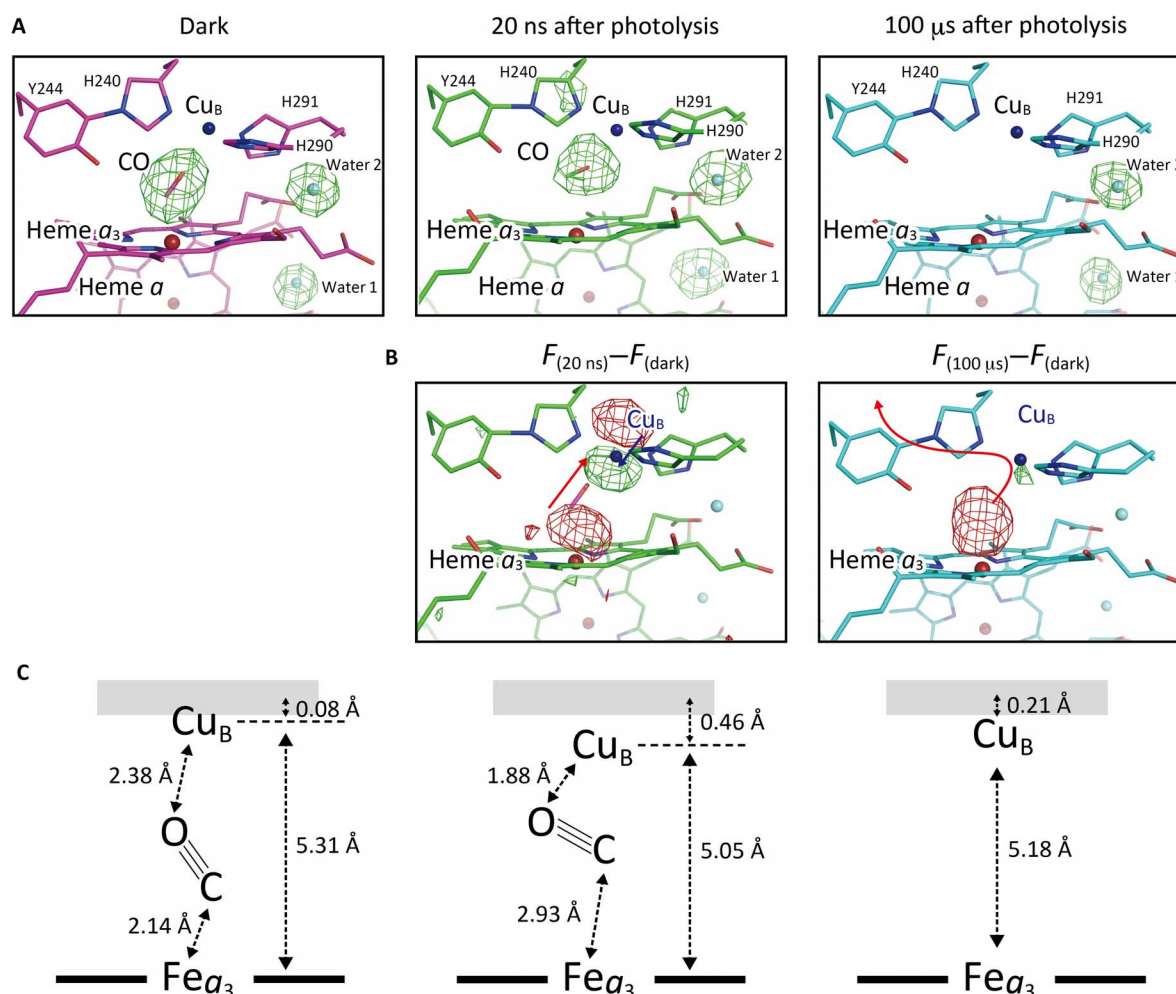 A
Dark
20 ns after photolysis
100 µs after photolysis
Y244
H240
CuB
H291
H290
CO
Water 2
Heme a3
Heme a
Water 1
Y244
H240
CuB
H291
H290
CO
Water 2
Heme a3
Heme a
Water 1
Y244
H240
CuB
H291
H290
Water
Heme a3
Heme a
Water
B
F(20 ns)–F(dark)
F(100 µs)–F(dark)
CuB
Heme a3
CuB
Heme a3
C
0.08 Å
CuB
2.38 Å
O
C
5.31 Å
2.14 Å
Fea3
0.46 Å
CuB
1.88 Å
O
C
5.05 Å
2.93 Å
Fea3
0.21 Å
CuB
5.18 Å
Fea3